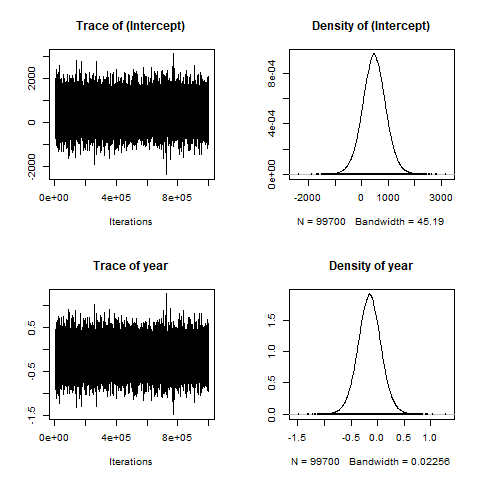 Trace of (Intercept)
-2000 0 2000
0e+00 4e+05 8e+05
Iterations
Density of (Intercept)
0e+00 4e-04 8e-04
-2000 0 1000 3000
N = 99700 Bandwidth = 45.19
Trace of year
-1.5 -0.5 0.5
0e+00 4e+05 8e+05
Iterations
Density of year
0.0 0.5 1.0 1.5
-1.5 -0.5 0.0 1.0
N = 99700 Bandwidth = 0.02256